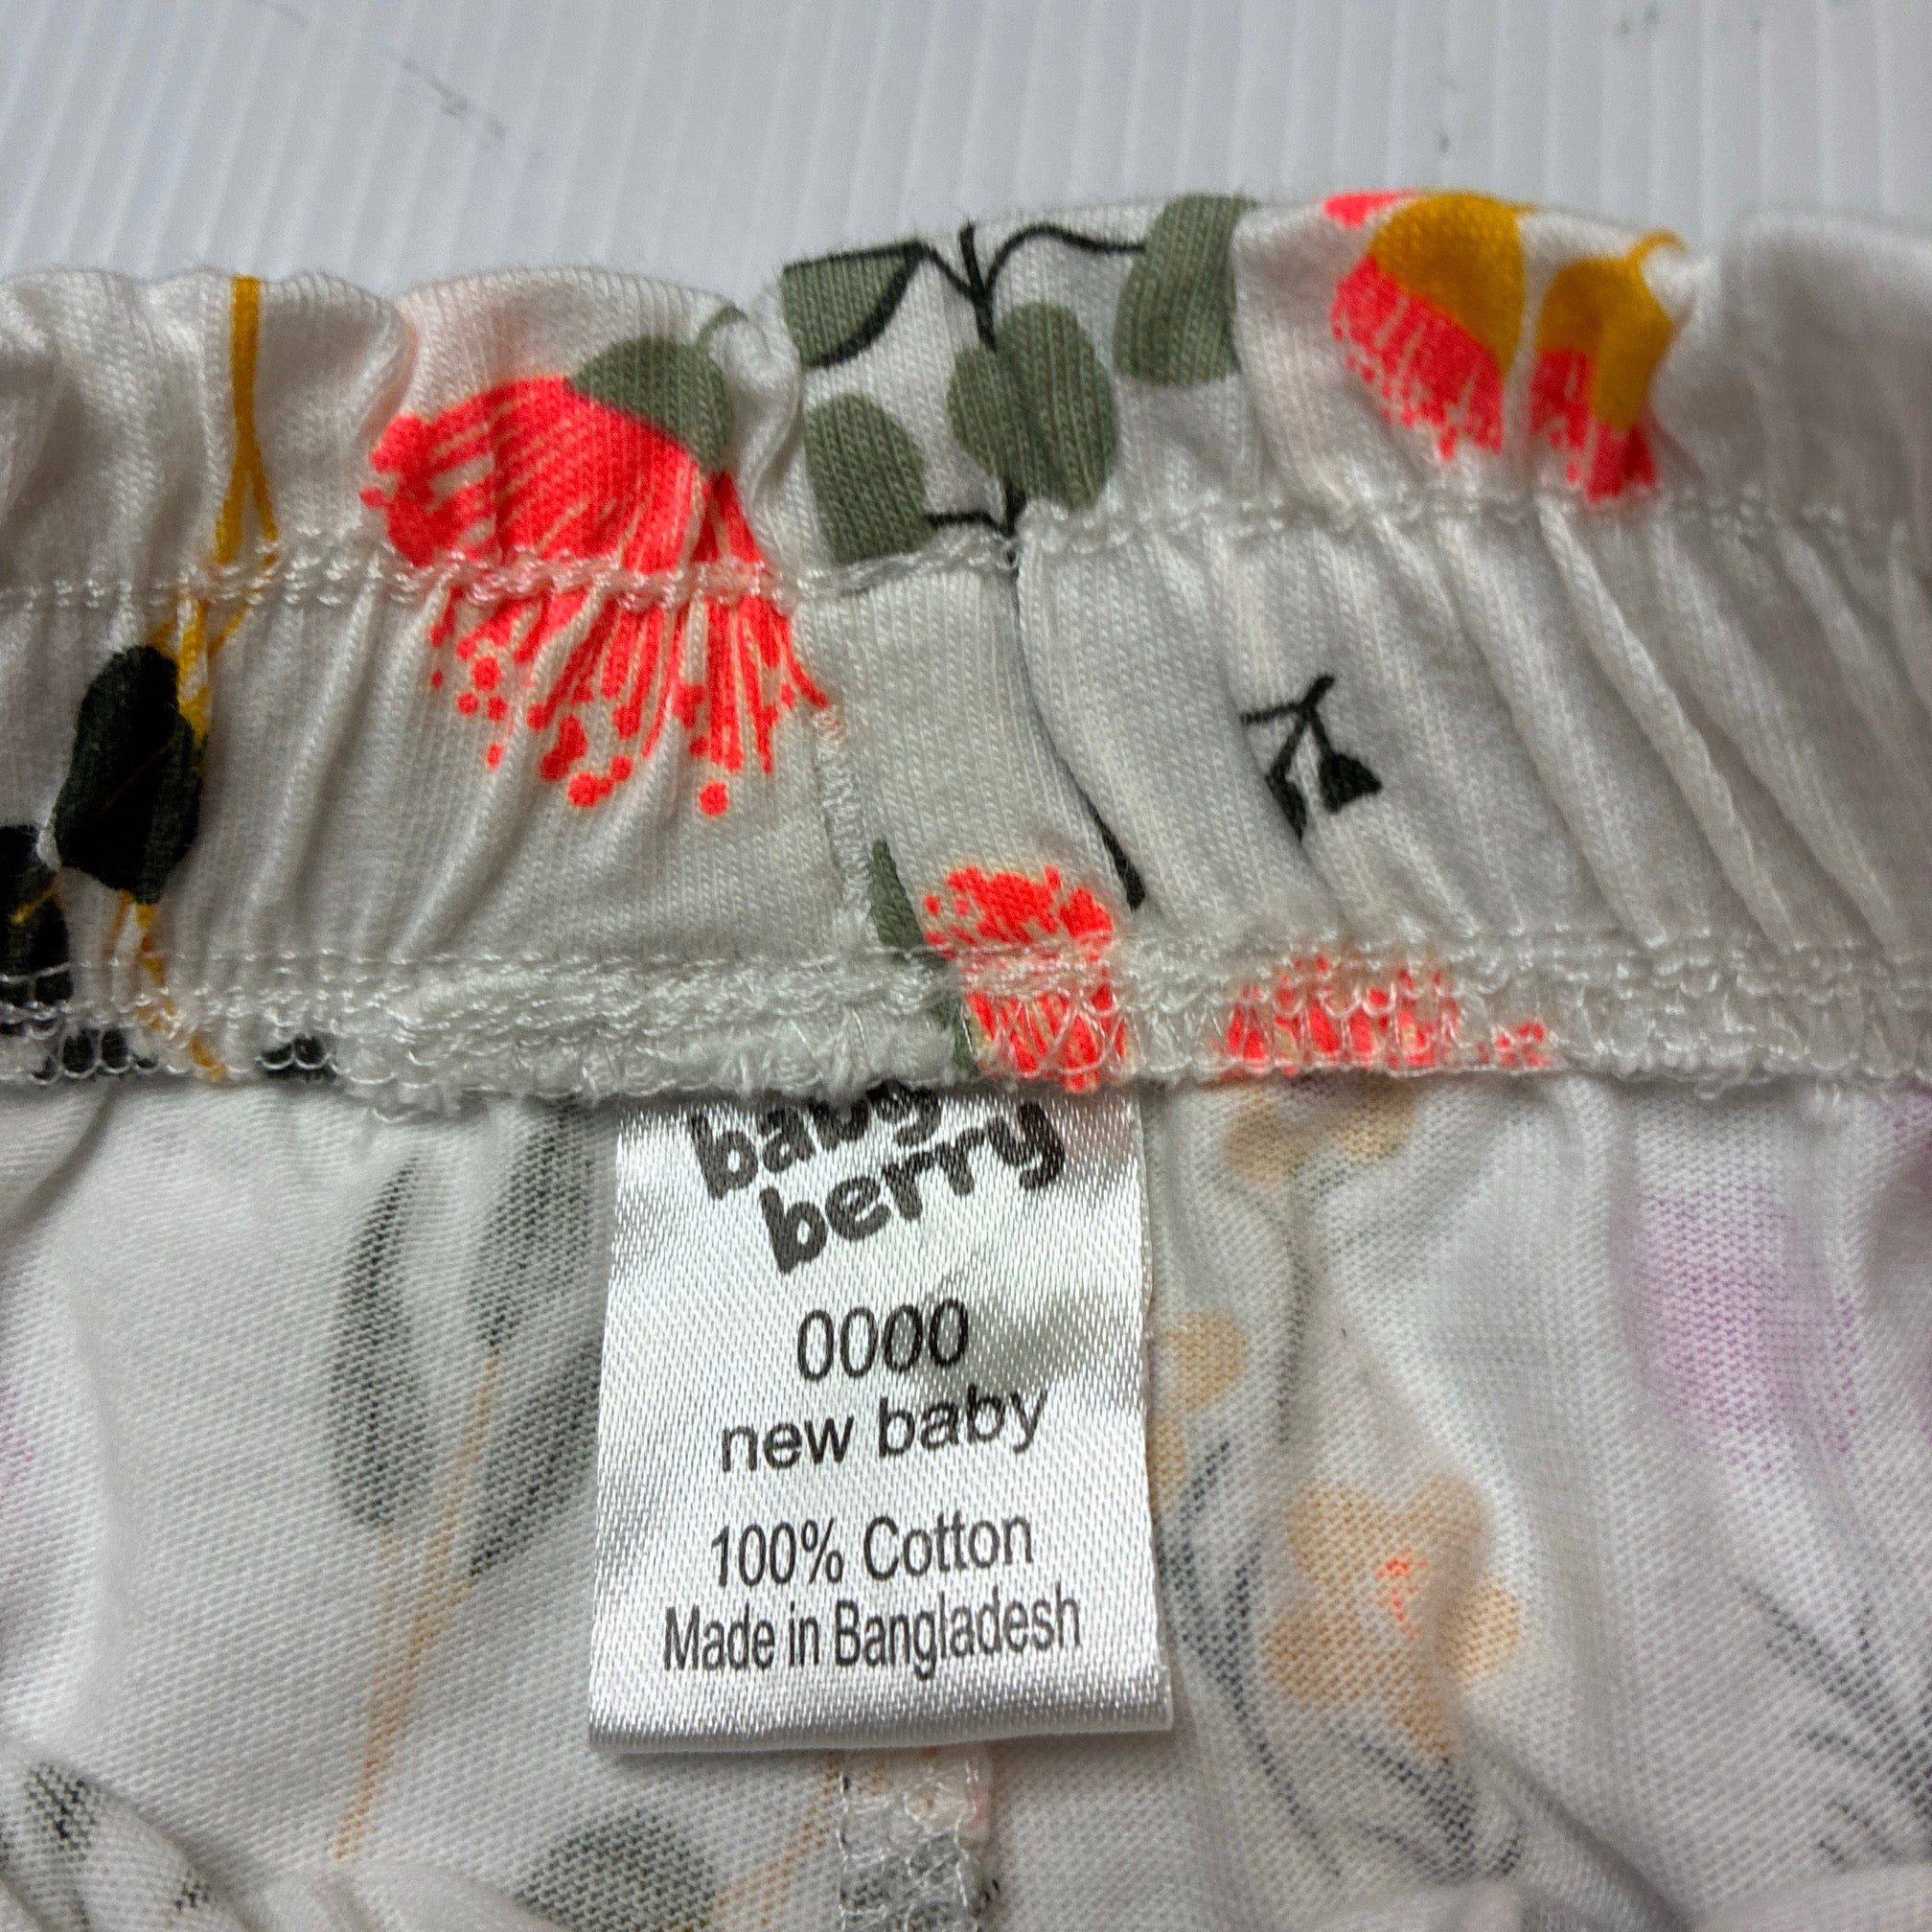 baby
berry
0000
new baby
100% Cotton
Made in Bangladesh